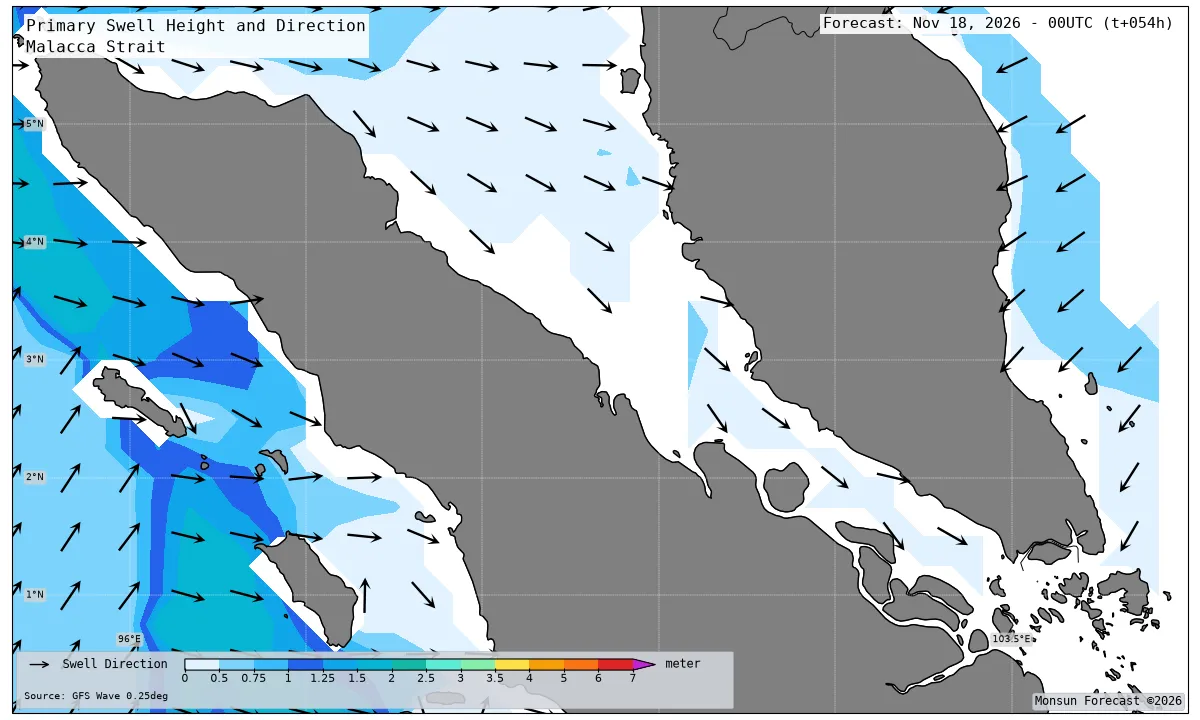 Primary Swell Height and Direction
Malacca Strait
Forecast: Nov 18, 2026 - 00UTC (t+054h)
5°N
4°N
3°N
2°N
1°N
96°E
103.5°E
Swell Direction
0 0.5 0.75 1 1.25 1.5 2 2.5 3 3.5 4 5 6 7
meter
Source: GFS Wave 0.25deg
Monsun Forecast ©2026